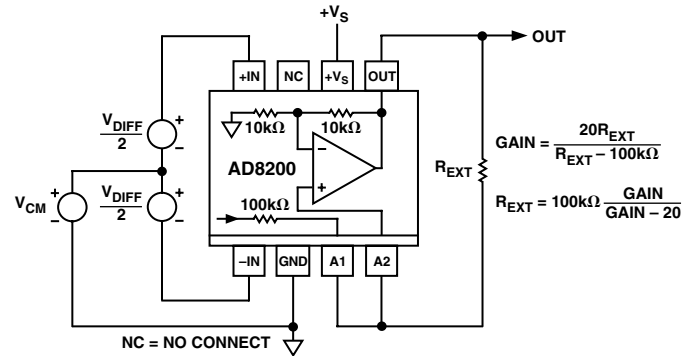 +V_S
OUT
+IN
NC
+V_S
OUT
10kΩ
10kΩ
V_DIFF
2
GAIN = 20R_EXT / R_EXT – 100kΩ
–
AD8200
+
R_EXT
100kΩ
V_CM
V_DIFF
2
R_EXT = 100kΩ GAIN / GAIN – 20
–IN
GND
A1
A2
NC = NO CONNECT
+
–
+
–
+
–